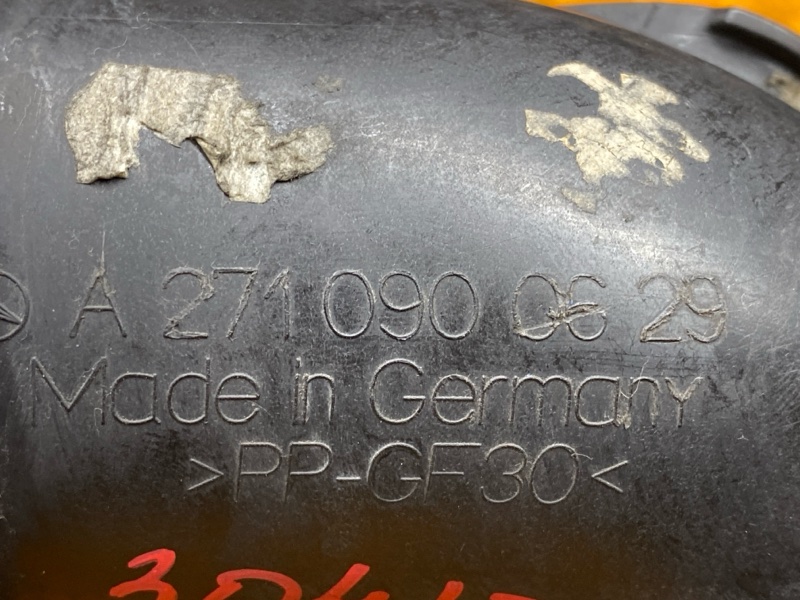 A 271 090 06 29
Made in Germany
>PP-GF30<